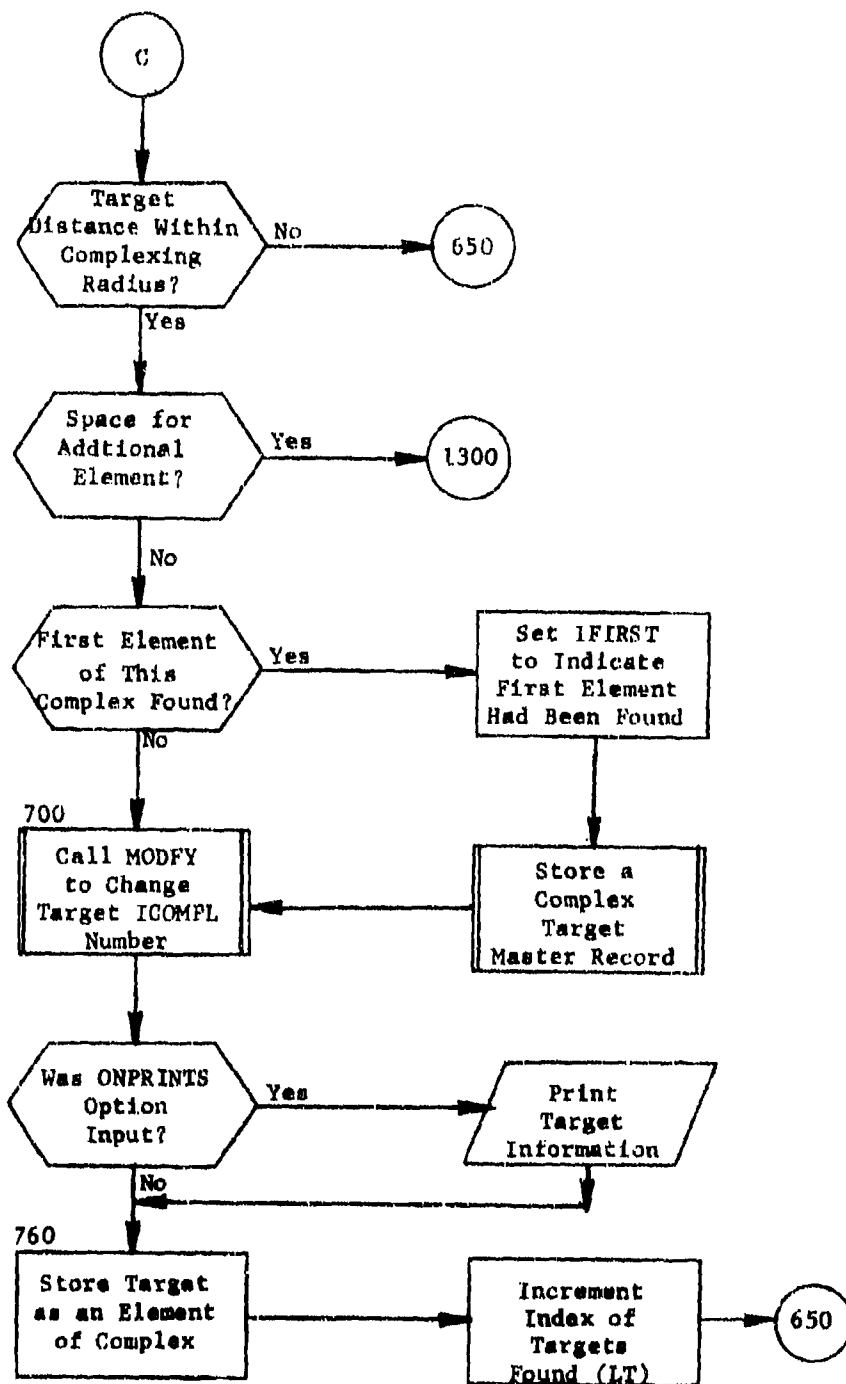 C
Target
Distance Within
Complexing
Radius?
No
650
Yes
Space for
Addtional
Element?
Yes
1300
No
First Element
of This
Complex Found?
Yes
Set IFIRST
to Indicate
First Element
Had Been Found
No
700
Call MODFY
to Change
Target ICOMPL
Number
Store a
Complex
Target
Master Record
Was ONPRINTS
Option
Input?
Yes
Print
Target
Information
No
760
Store Target
as an Element
of Complex
Increment
Index of
Targets
Found (LT)
650